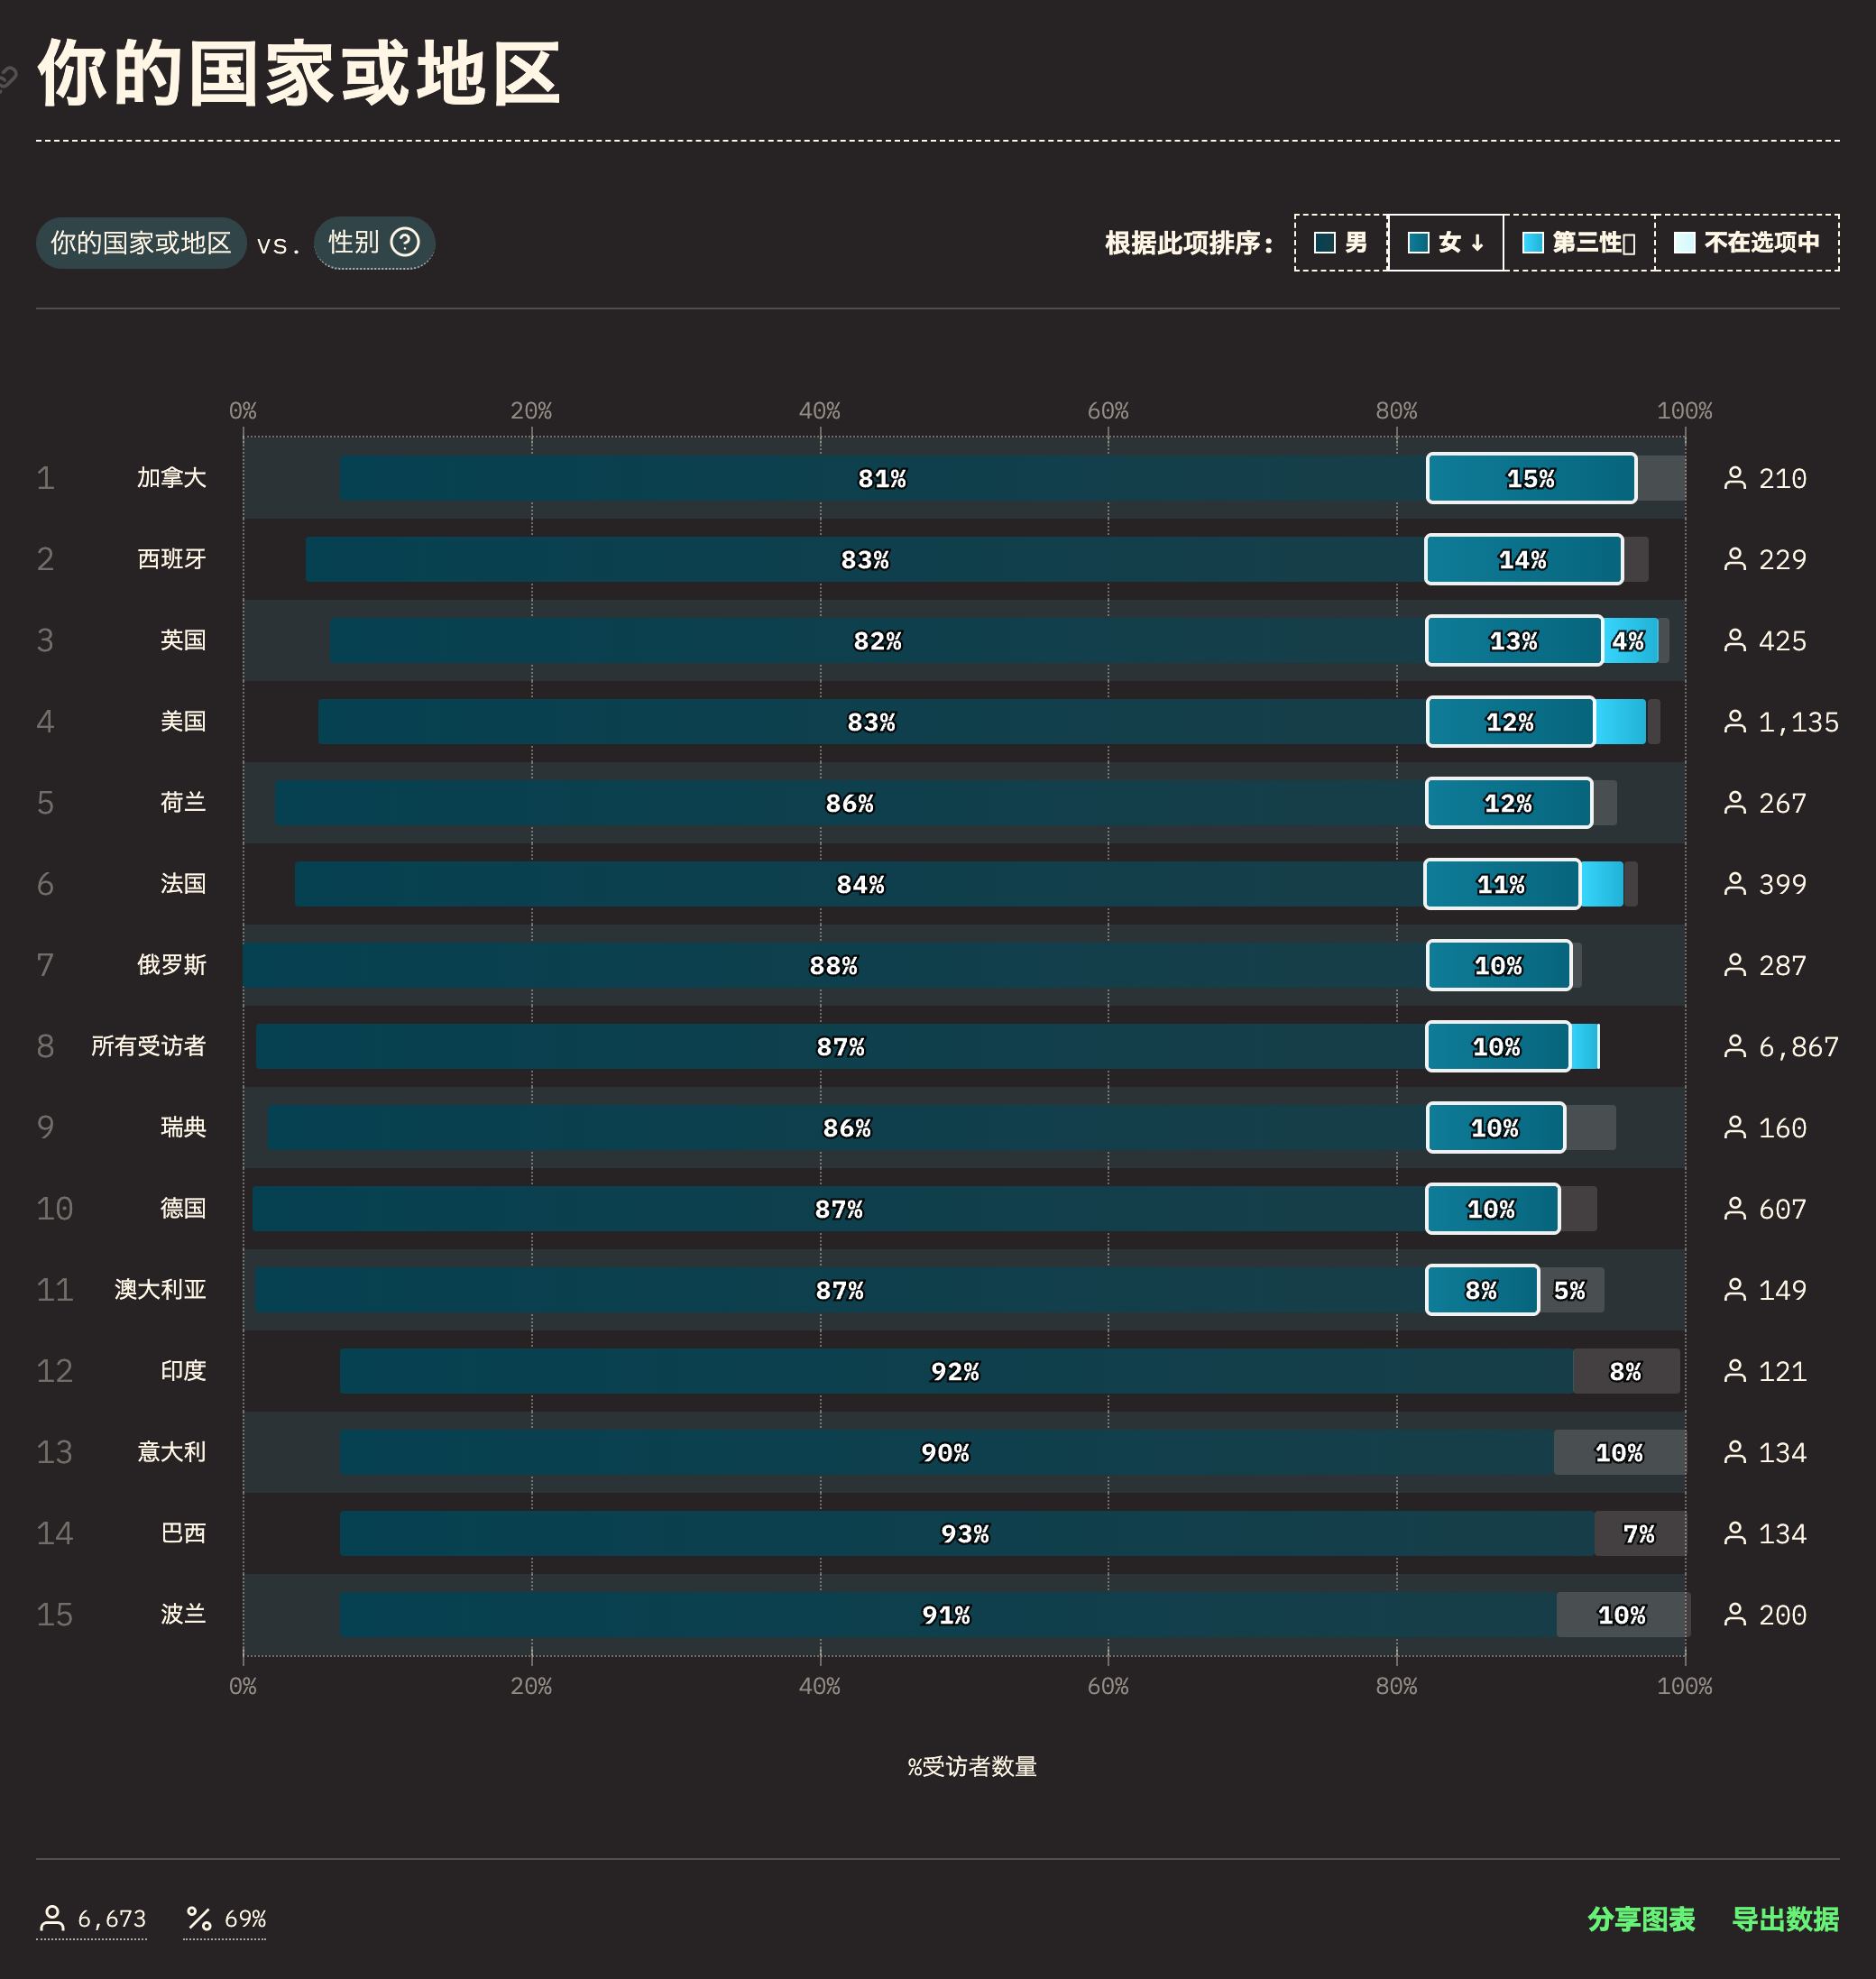 你的国家或地区
你的国家或地区 vs. 性别 ?
根据此项排序: 男 女 ↓ 第三性 不在选项中
0% 20% 40% 60% 80% 100%
1 加拿大 81% 15% 210
2 西班牙 83% 14% 229
3 英国 82% 13% 4% 425
4 美国 83% 12% 1,135
5 荷兰 86% 12% 267
6 法国 84% 11% 399
7 俄罗斯 88% 10% 287
8 所有受访者 87% 10% 6,867
9 瑞典 86% 10% 160
10 德国 87% 10% 607
11 澳大利亚 87% 8% 5% 149
12 印度 92% 8% 121
13 意大利 90% 10% 134
14 巴西 93% 7% 134
15 波兰 91% 10% 200
0% 20% 40% 60% 80% 100%
%受访者数量
6,673 % 69% 分享图表 导出数据